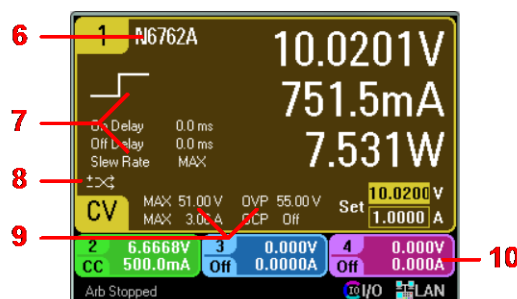 6
1 N6762A
10.0201V
751.5mA
7.531W
7
On Delay 0.0 ms
Off Delay 0.0 ms
Slew Rate MAX
8
CV
MAX 51.00 V OVP 55.00 V
MAX 3.06 A OCP Off
Set 10.0200 V
1.0000 A
9
2 6.6668V
CC 500.0mA
3 0.000V
Off 0.0000A
4 0.000V
Off 0.000A
10
Arb Stopped
IO I/O LAN